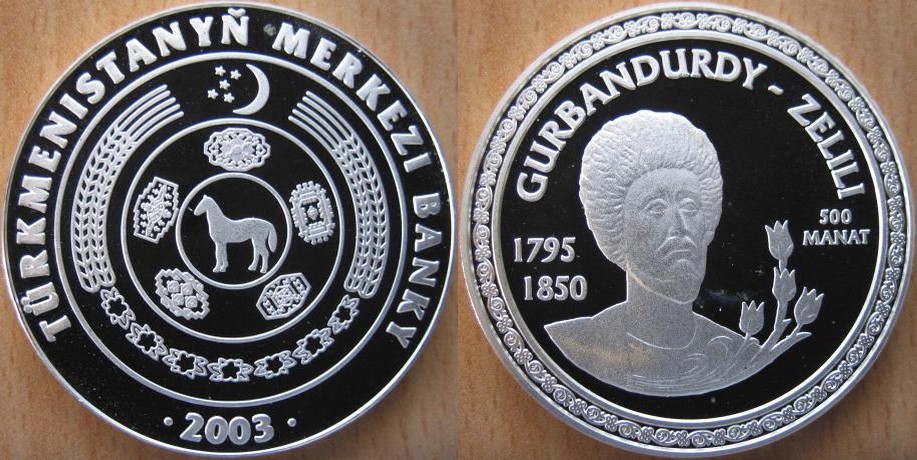 TÜRKMENISTANYŇ MERKEZI BANKY
· 2003 ·
GURBANDURDY - ZELILI
500
MANAT
1795
1850